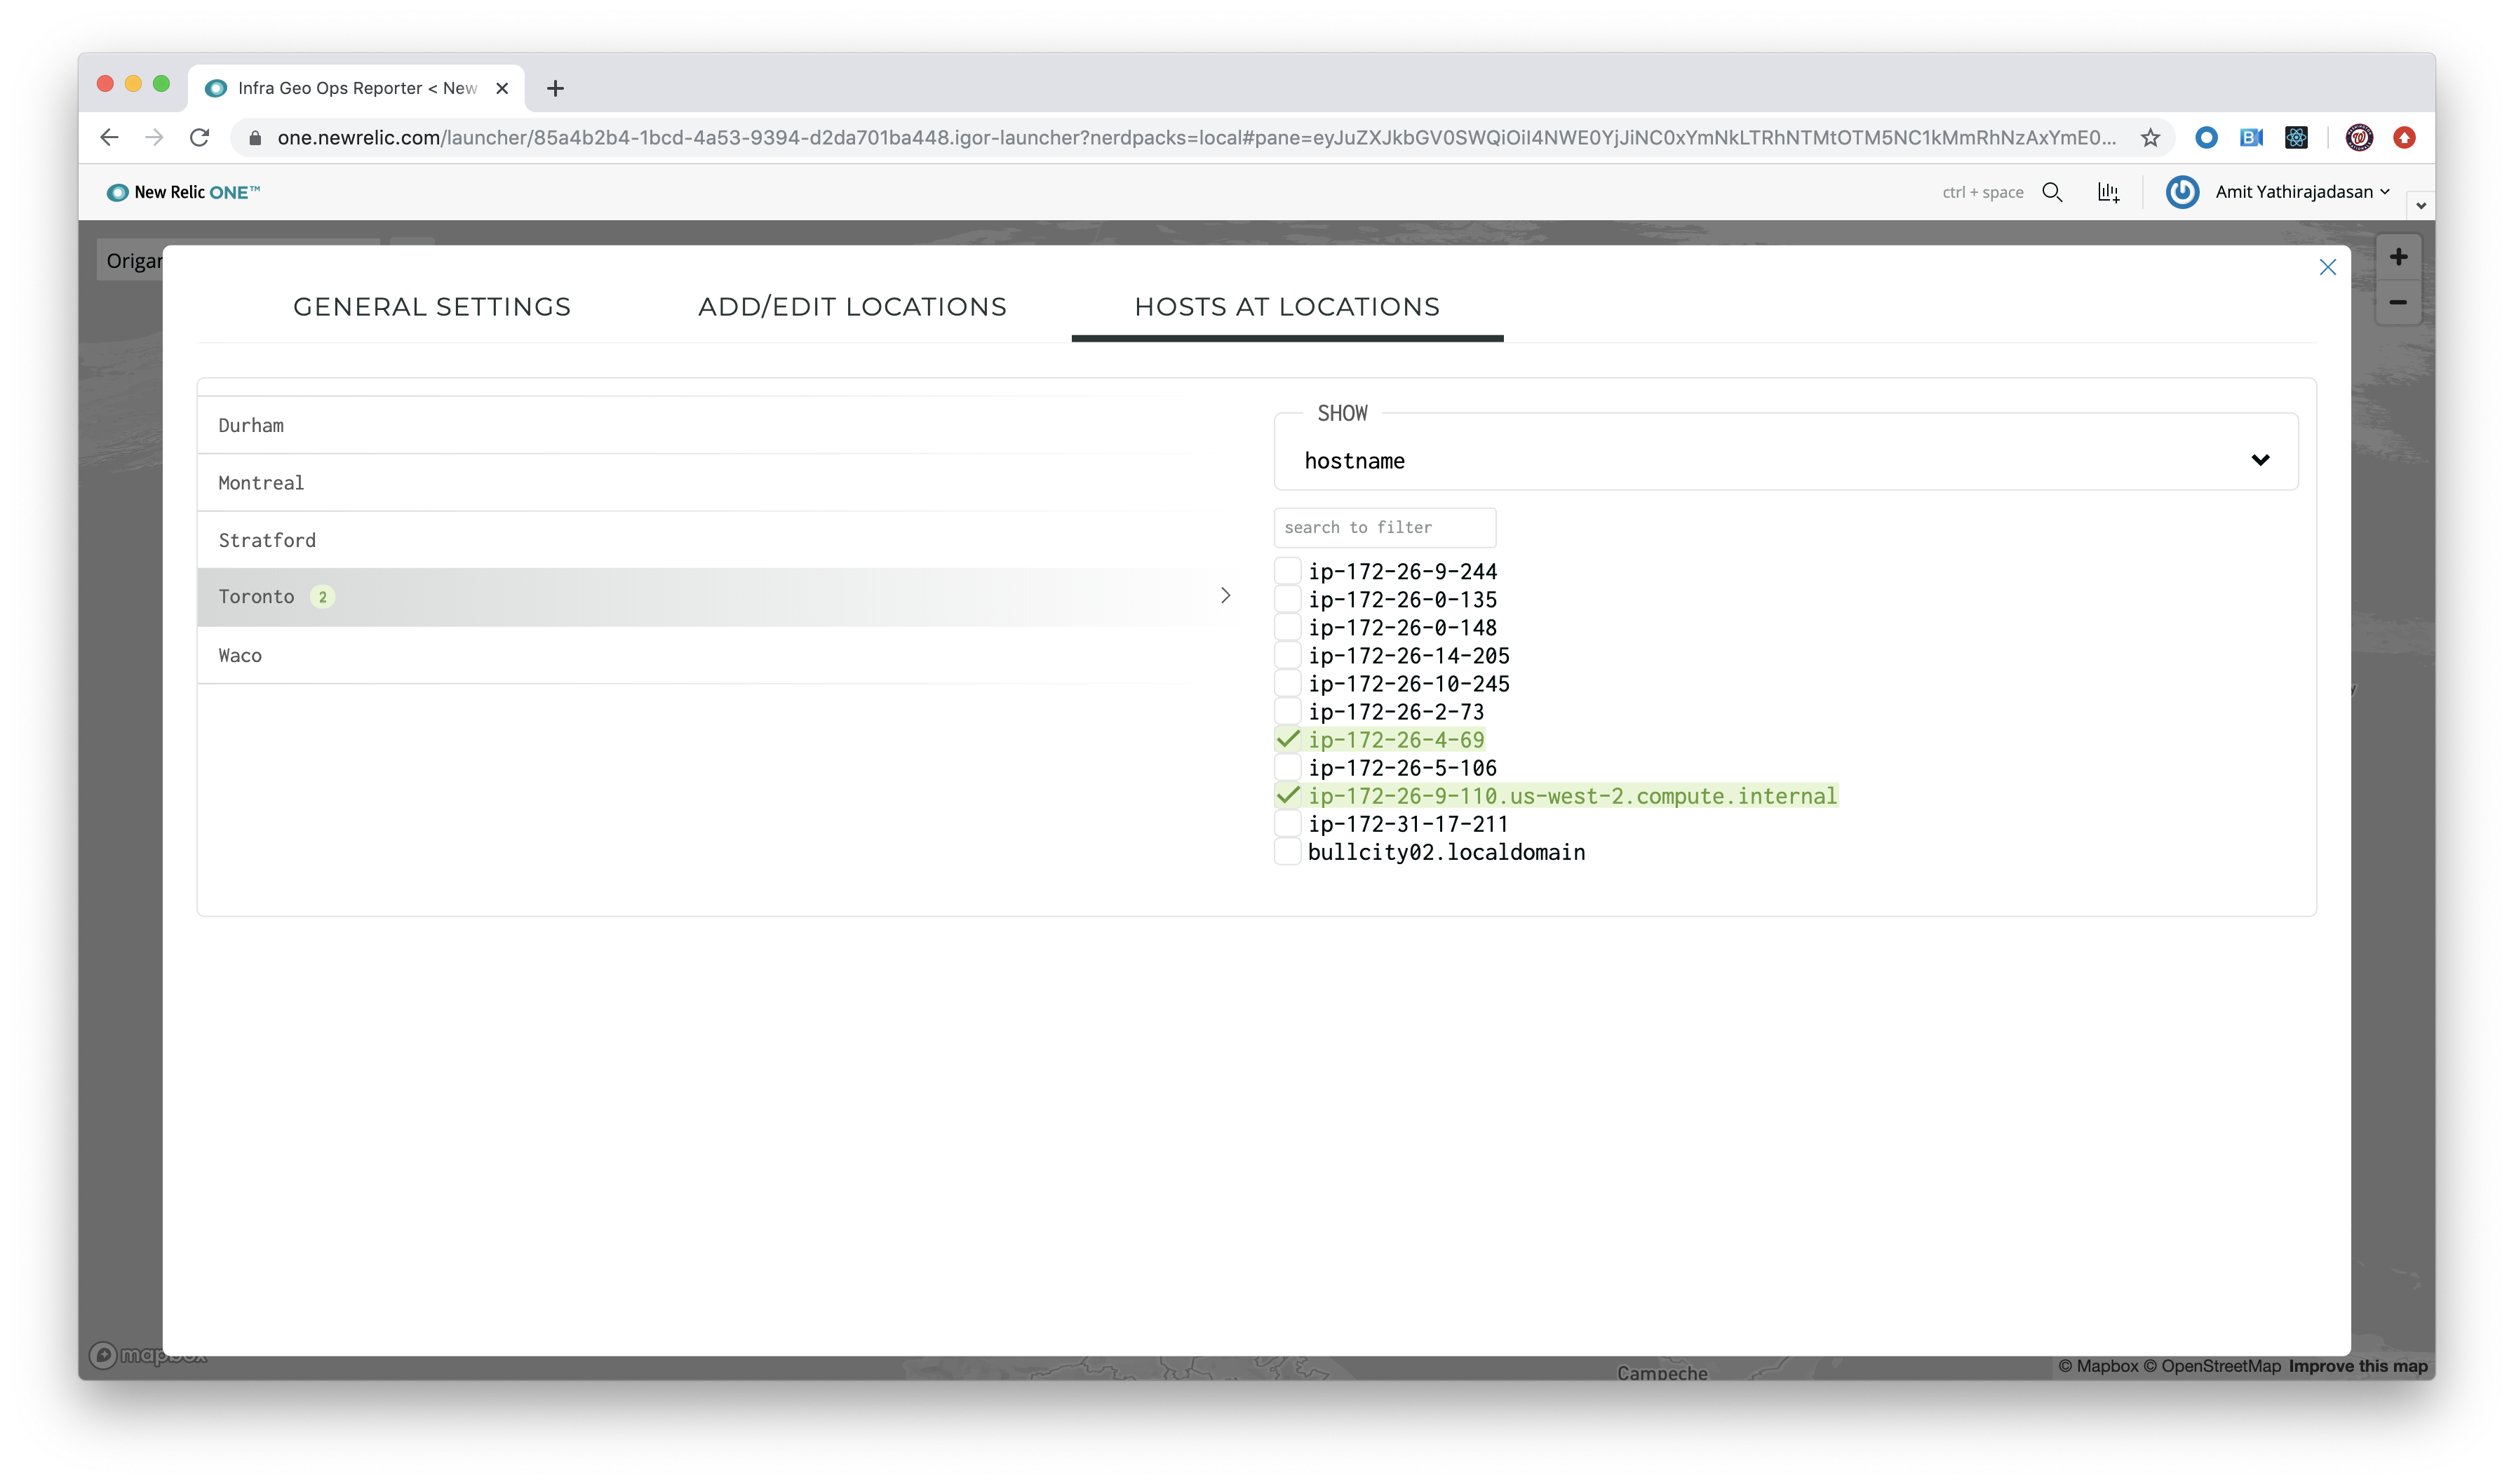 Infra Geo Ops Reporter < New
one.newrelic.com/launcher/85a4b2b4-1bcd-4a53-9394-d2da701ba448.igor-launcher?nerdpacks=local#pane=eyJuZXJkbGV0SWQiOiI4NWE0YjJiNC0xYmNkLTRhNTMtOTM5NC1kMmRhNzAxYmE0...
New Relic ONE™
ctrl + space
Amit Yathirajadasan
GENERAL SETTINGS
ADD/EDIT LOCATIONS
HOSTS AT LOCATIONS
Durham
Montreal
Stratford
Toronto 2
Waco
SHOW
hostname
search to filter
ip-172-26-9-244
ip-172-26-0-135
ip-172-26-0-148
ip-172-26-14-205
ip-172-26-10-245
ip-172-26-2-73
ip-172-26-4-69
ip-172-26-5-106
ip-172-26-9-110.us-west-2.compute.internal
ip-172-31-17-211
bullcity02.localdomain
mapbox
Campeche
© Mapbox © OpenStreetMap Improve this map